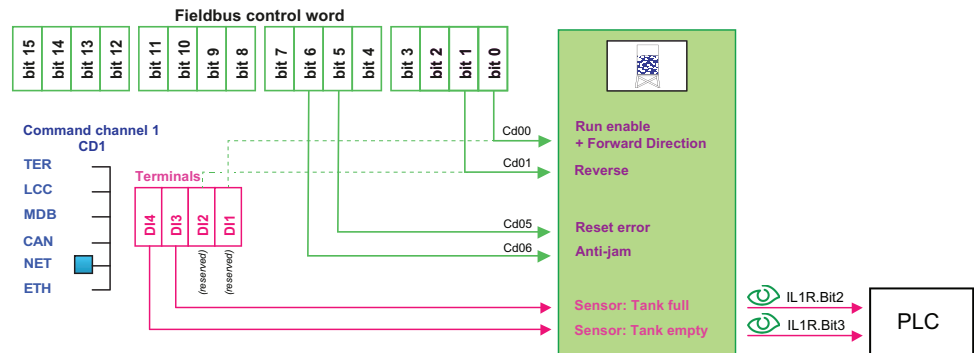 Fieldbus control word
bit 15
bit 14
bit 13
bit 12
bit 11
bit 10
bit 9
bit 8
bit 7
bit 6
bit 5
bit 4
bit 3
bit 2
bit 1
bit 0
Command channel 1
CD1
TER
LCC
MDB
CAN
NET
ETH
Terminals
DI4
DI3
DI2
DI1
(reserved)
(reserved)
Cd00
Cd01
Cd05
Cd06
Run enable
+ Forward Direction
Reverse
Reset error
Anti-jam
Sensor: Tank full
Sensor: Tank empty
IL1R.Bit2
IL1R.Bit3
PLC